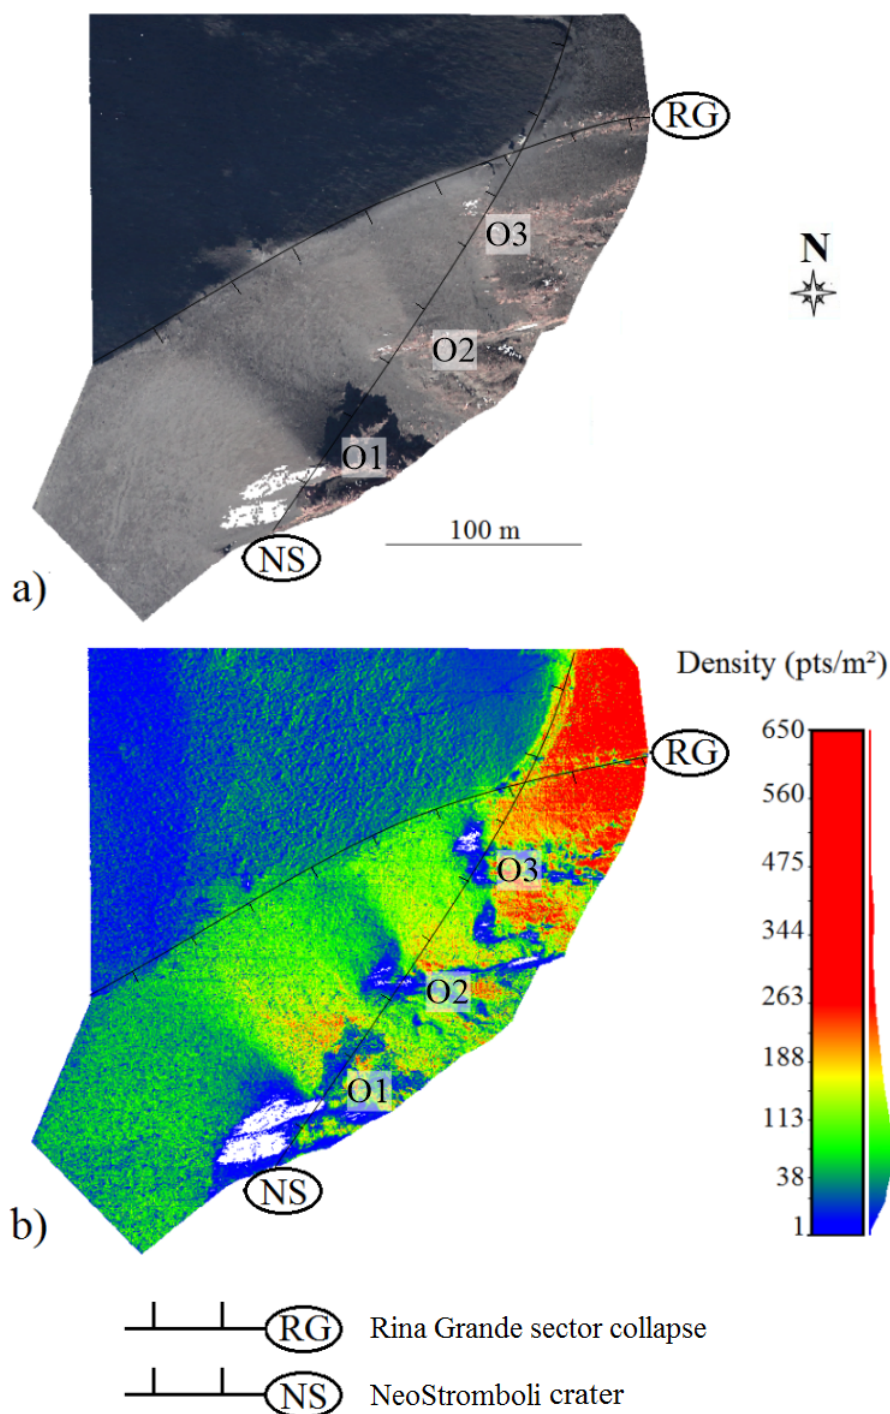 RG
N
O3
O2
O1
100 m
NS
a)
Density (pts/m²)
650
RG
560
475
O3
344
263
O2
188
O1
113
38
NS
1
b)
RG Rina Grande sector collapse
NS NeoStromboli crater